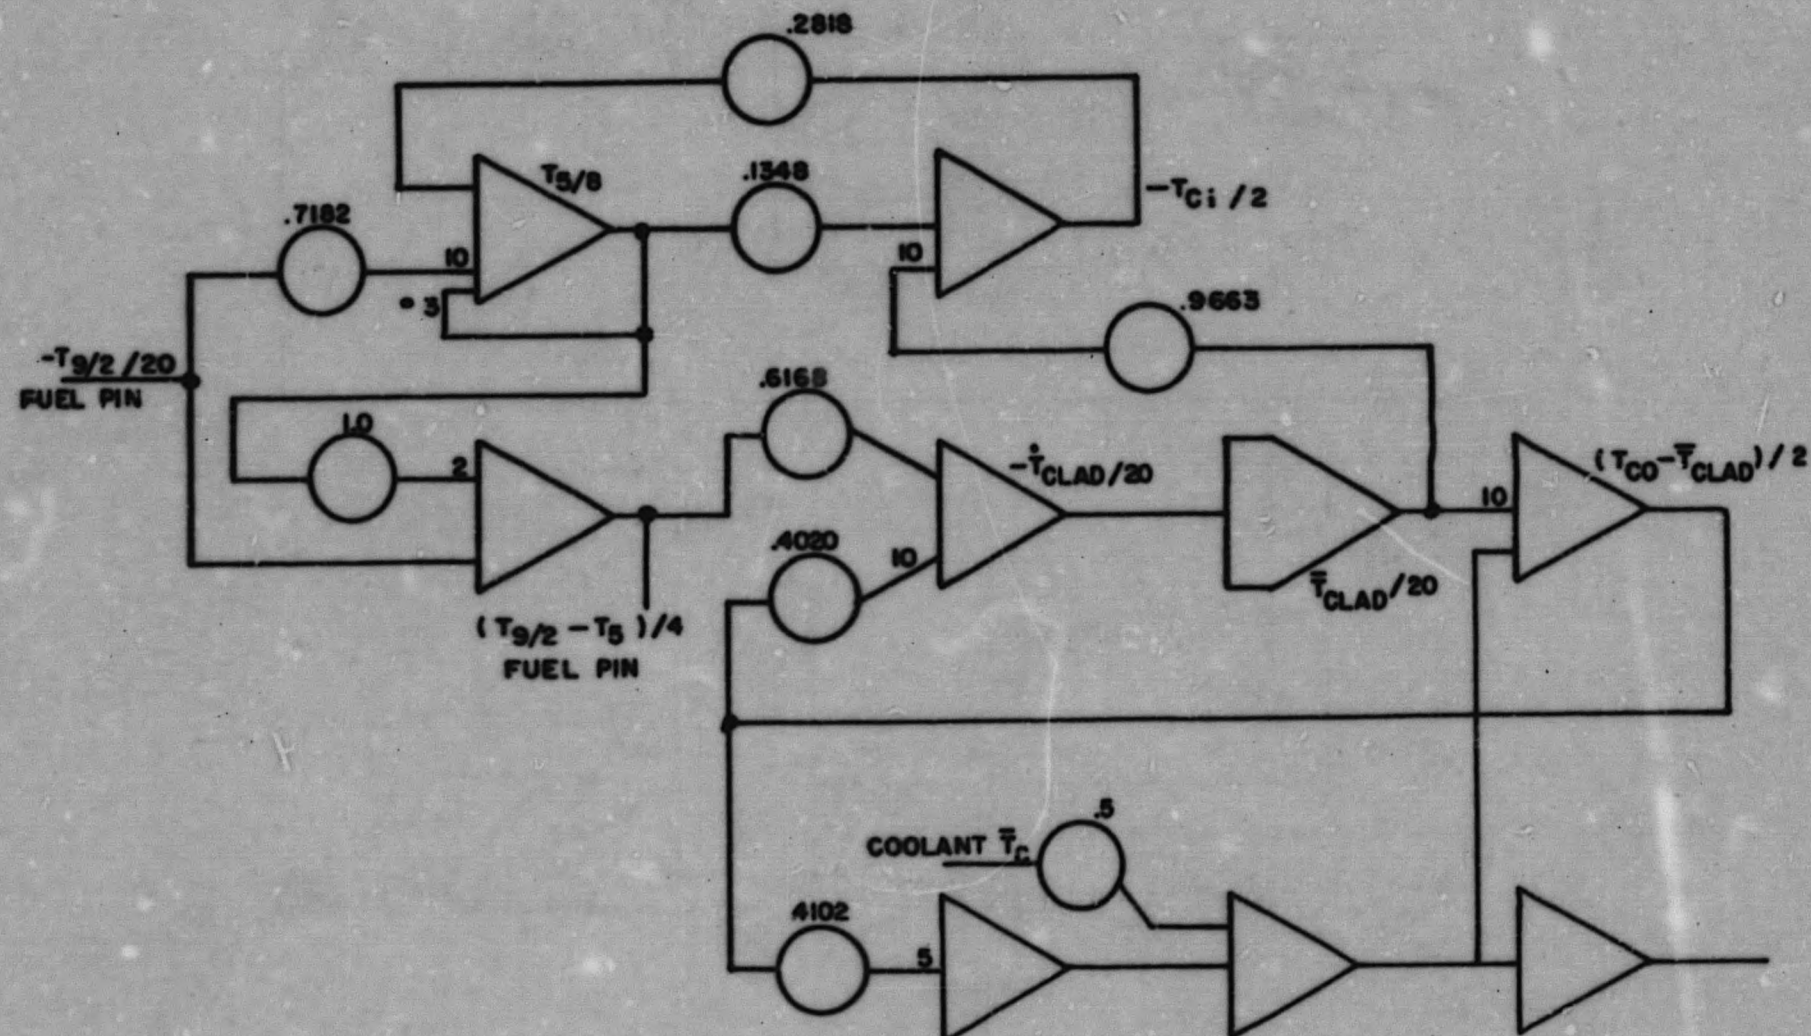 .2818
T5/8
.1348
-TCi/2
.7182
10
10
3
.9663
-T9/2/20
FUEL PIN
.6168
1.0
2
-ṪCLAD/20
(TCO-T̅CLAD)/2
10
.4020
10
T̿CLAD/20
(T9/2-T5)/4
FUEL PIN
.5
COOLANT T̿C
.4102
5